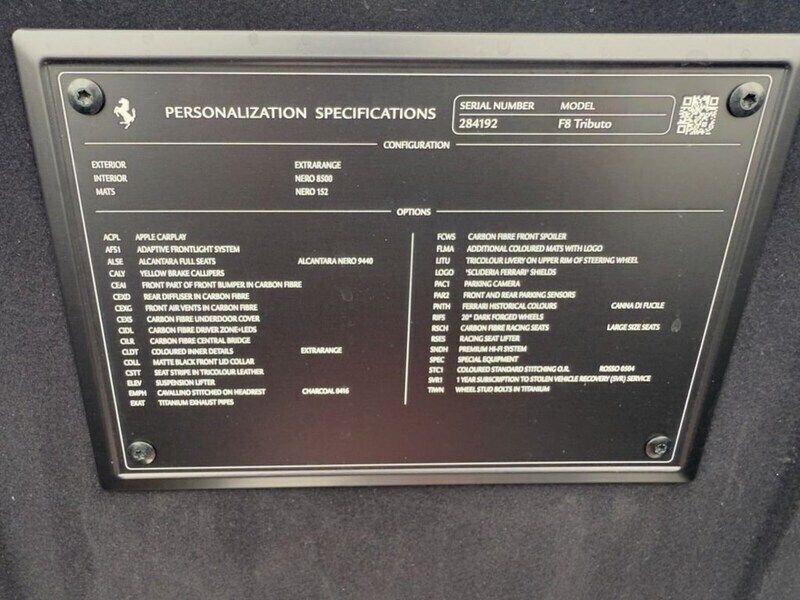 PERSONALIZATION SPECIFICATIONS
SERIAL NUMBER MODEL
284192 F8 Tributo
CONFIGURATION
EXTERIOR EXTRARANGE
INTERIOR NERO 8500
MATS NERO 152
OPTIONS
ACPL APPLE CARPLAY
AFS1 ADAPTIVE FRONTLIGHT SYSTEM
ALSE ALCANTARA FULL SEATS ALCANTARA NERO 9440
CALY YELLOW BRAKE CALLIPERS
CEA1 FRONT PART OF FRONT BUMPER IN CARBON FIBRE
CEXD REAR DIFFUSER IN CARBON FIBRE
CEXG FRONT AIR VENTS IN CARBON FIBRE
CEXS CARBON FIBRE UNDERDOOR COVER
CIDL CARBON FIBRE DRIVER ZONE+LEDS
CILR CARBON FIBRE CENTRAL BRIDGE
CLDT COLOURED INNER DETAILS EXTRARANGE
COLL MATTE BLACK FRONT LID COLLAR
CSTT SEAT STRIPE IN TRICOLOUR LEATHER
ELEV SUSPENSION LIFTER
EMPH CAVALLINO STITCHED ON HEADREST CHARCOAL 0416
EXAT TITANIUM EXHAUST PIPES
FCWS CARBON FIBRE FRONT SPOILER
FLMA ADDITIONAL COLOURED MATS WITH LOGO
LITU TRICOLOUR LIVERY ON UPPER RIM OF STEERING WHEEL
LOGO "SCUDERIA FERRARI" SHIELDS
PAC1 PARKING CAMERA
PAR2 FRONT AND REAR PARKING SENSORS
PNTH FERRARI HISTORICAL COLOURS CANNA DI FUCILE
RIFS 20" DARK FORGED WHEELS
RSCH CARBON FIBRE RACING SEATS LARGE SIZE SEATS
RSES RACING SEAT LIFTER
SNDH PREMIUM HI-FI SYSTEM
SPEC SPECIAL EQUIPMENT
STC1 COLOURED STANDARD STITCHING O.R. ROSSO 0504
SVR1 1 YEAR SUBSCRIPTION TO STOLEN VEHICLE RECOVERY (SVR) SERVICE
TIWN WHEEL STUD BOLTS IN TITANIUM